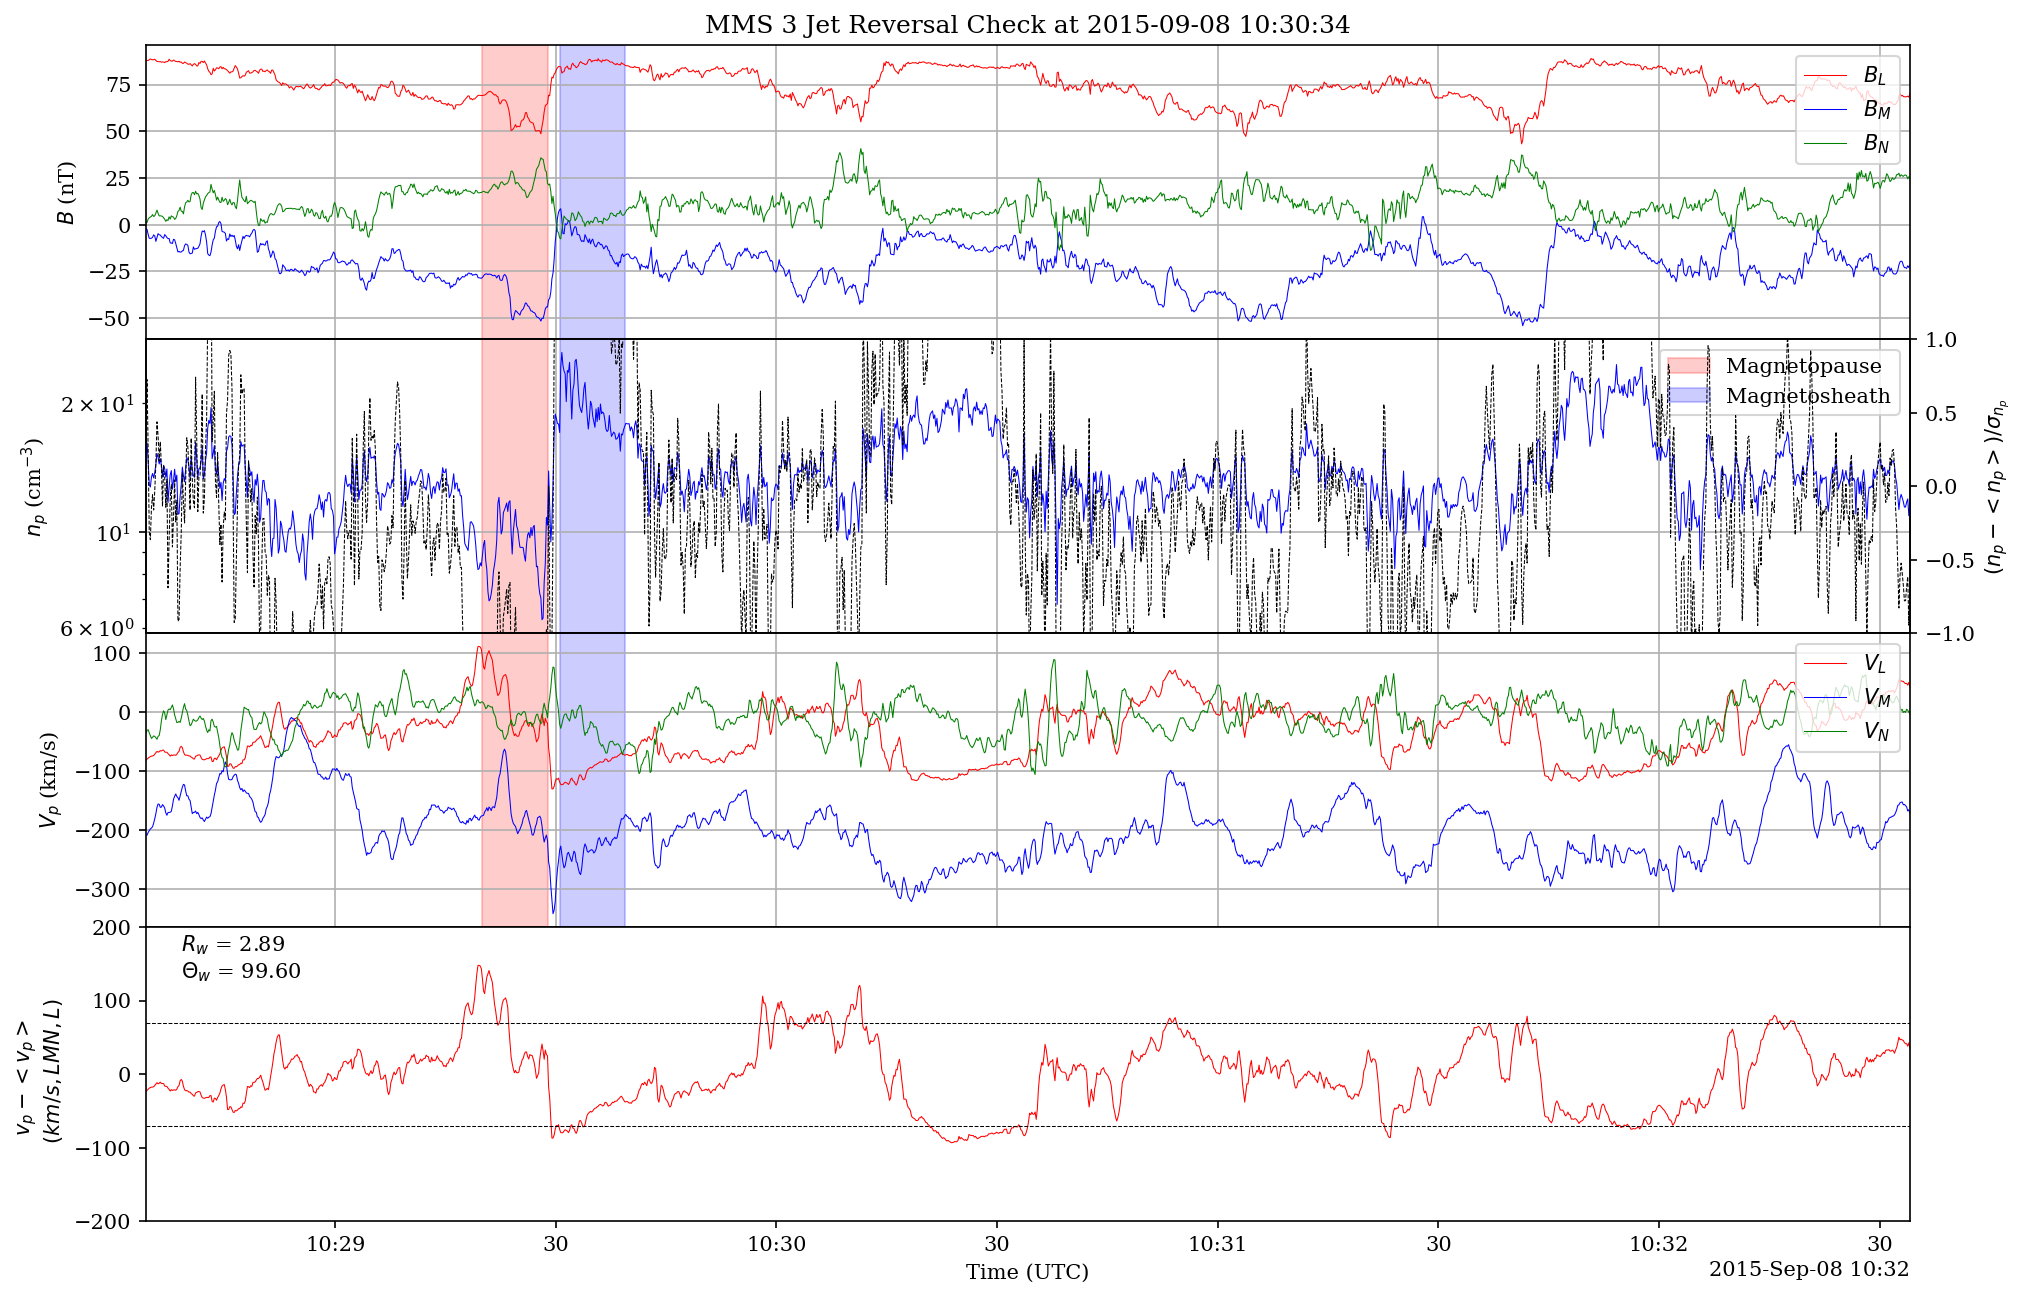 MMS 3 Jet Reversal Check at 2015-09-08 10:30:34
B (nT)
75
50
25
0
−25
−50
B_L
B_M
B_N
n_p (cm^{−3})
2 × 10^1
10^1
6 × 10^0
Magnetopause
Magnetosheath
1.0
0.5
0.0
−0.5
−1.0
(n_p − < n_p > )/σ_{n_p}
V_p (km/s)
100
0
−100
−200
−300
V_L
V_M
V_N
v_p − < v_p >
(km/s, LMN, L)
200
100
0
−100
−200
R_w = 2.89
Θ_w = 99.60
10:29 30 10:30 30 10:31 30 10:32 30
Time (UTC)
2015-Sep-08 10:32